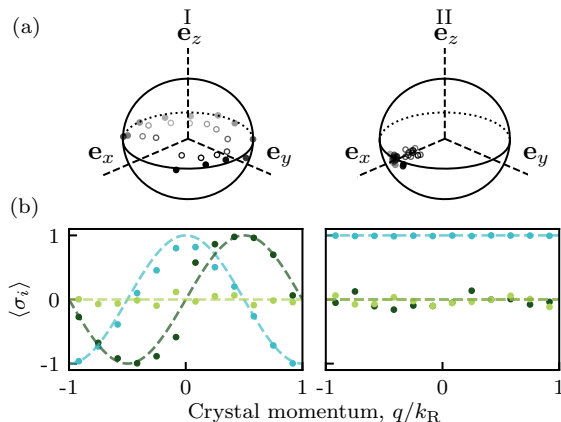 (a)
I
II
e_z
e_z
e_x
e_y
e_x
e_y
(b)
⟨σ_i⟩
1
0
-1
-1
0
1
-1
0
1
Crystal momentum, q/k_R